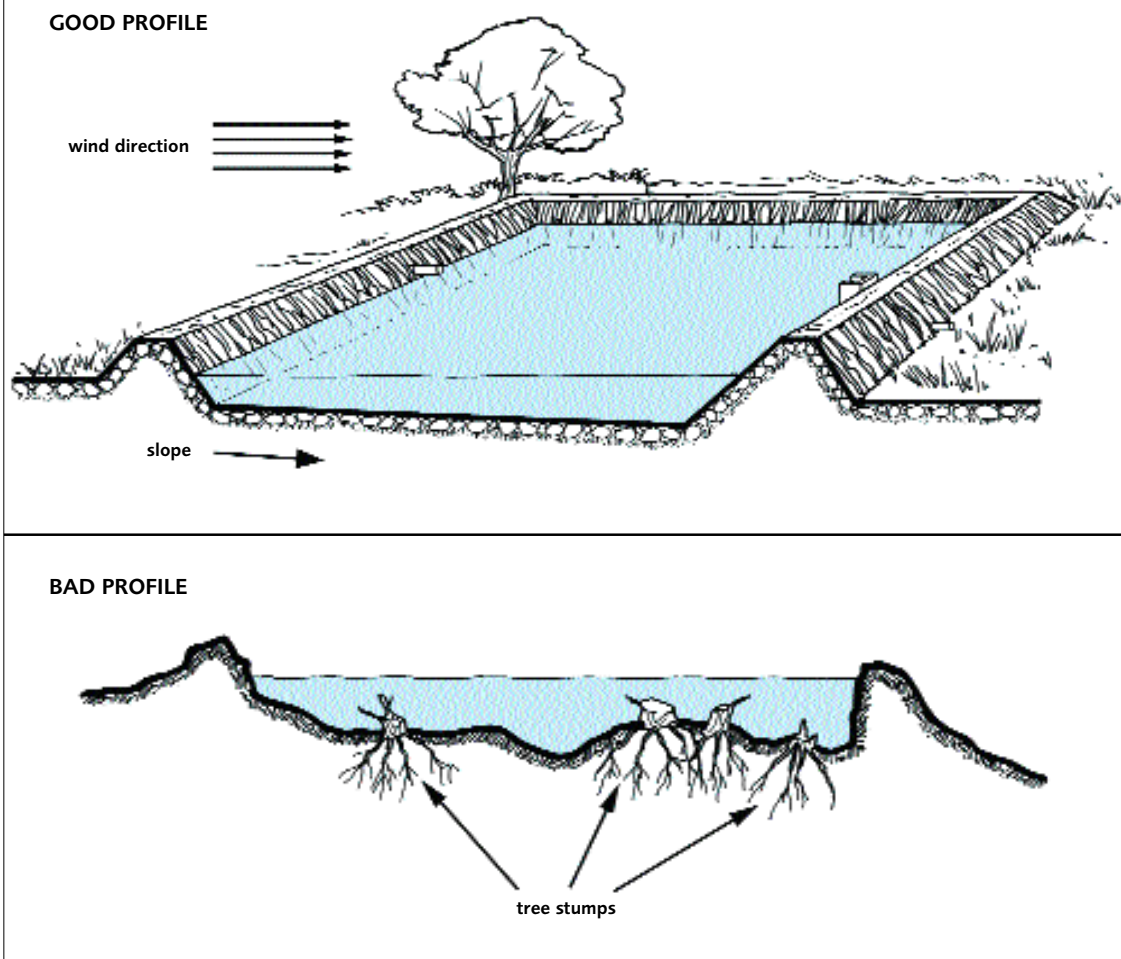 GOOD PROFILE
wind direction
slope
BAD PROFILE
tree stumps